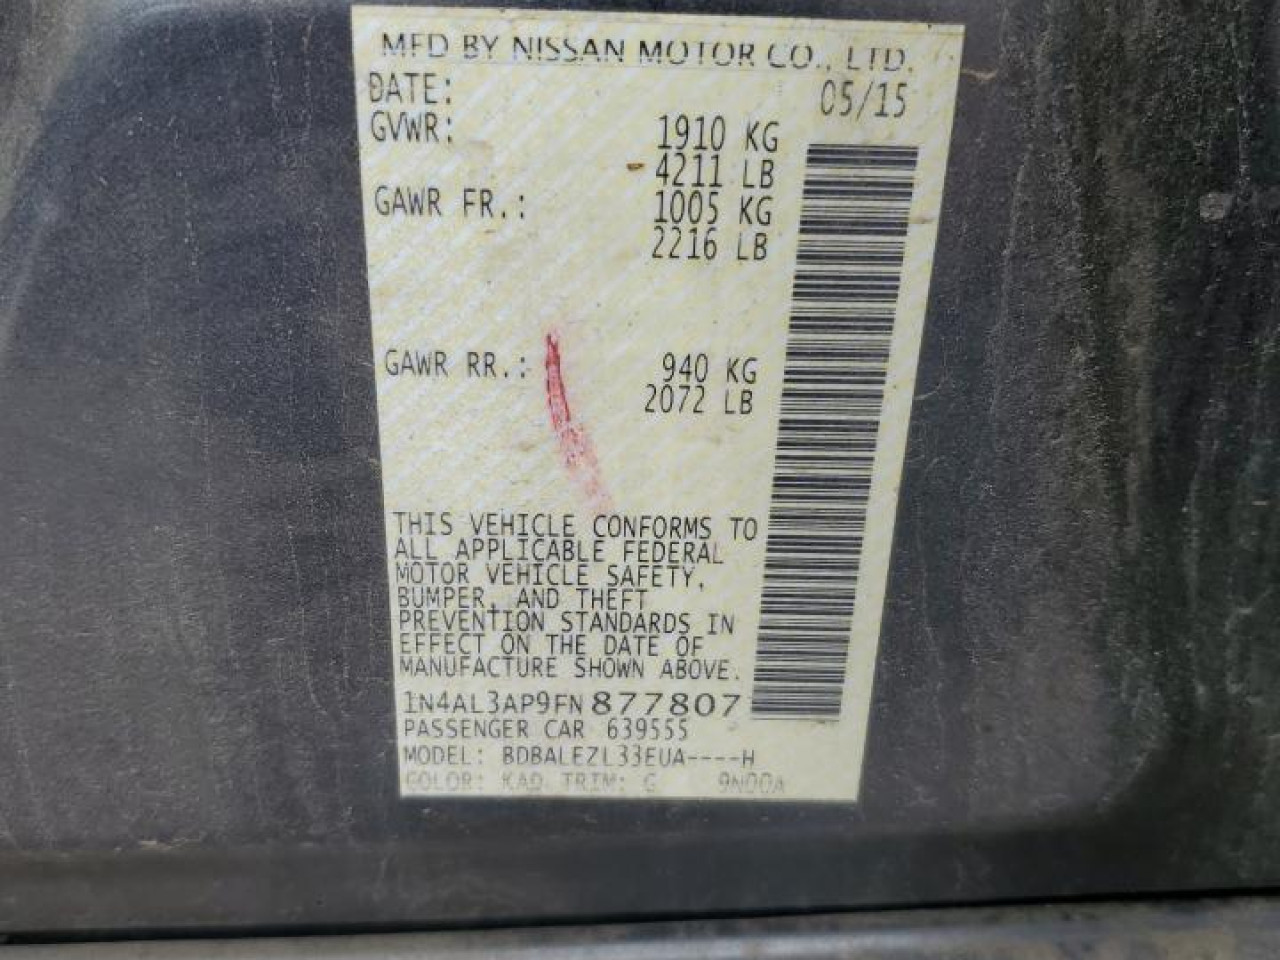 MFD BY NISSAN MOTOR CO., LTD.
DATE: 05/15
GVWR: 1910 KG
4211 LB
GAWR FR.: 1005 KG
2216 LB
GAWR RR.: 940 KG
2072 LB
THIS VEHICLE CONFORMS TO
ALL APPLICABLE FEDERAL
MOTOR VEHICLE SAFETY,
BUMPER, AND THEFT
PREVENTION STANDARDS IN
EFFECT ON THE DATE OF
MANUFACTURE SHOWN ABOVE.
1N4AL3AP9FN877807
PASSENGER CAR 639555
MODEL: BDBALEZL33EUA----H
COLOR: KAD TRIM: G 9N00A